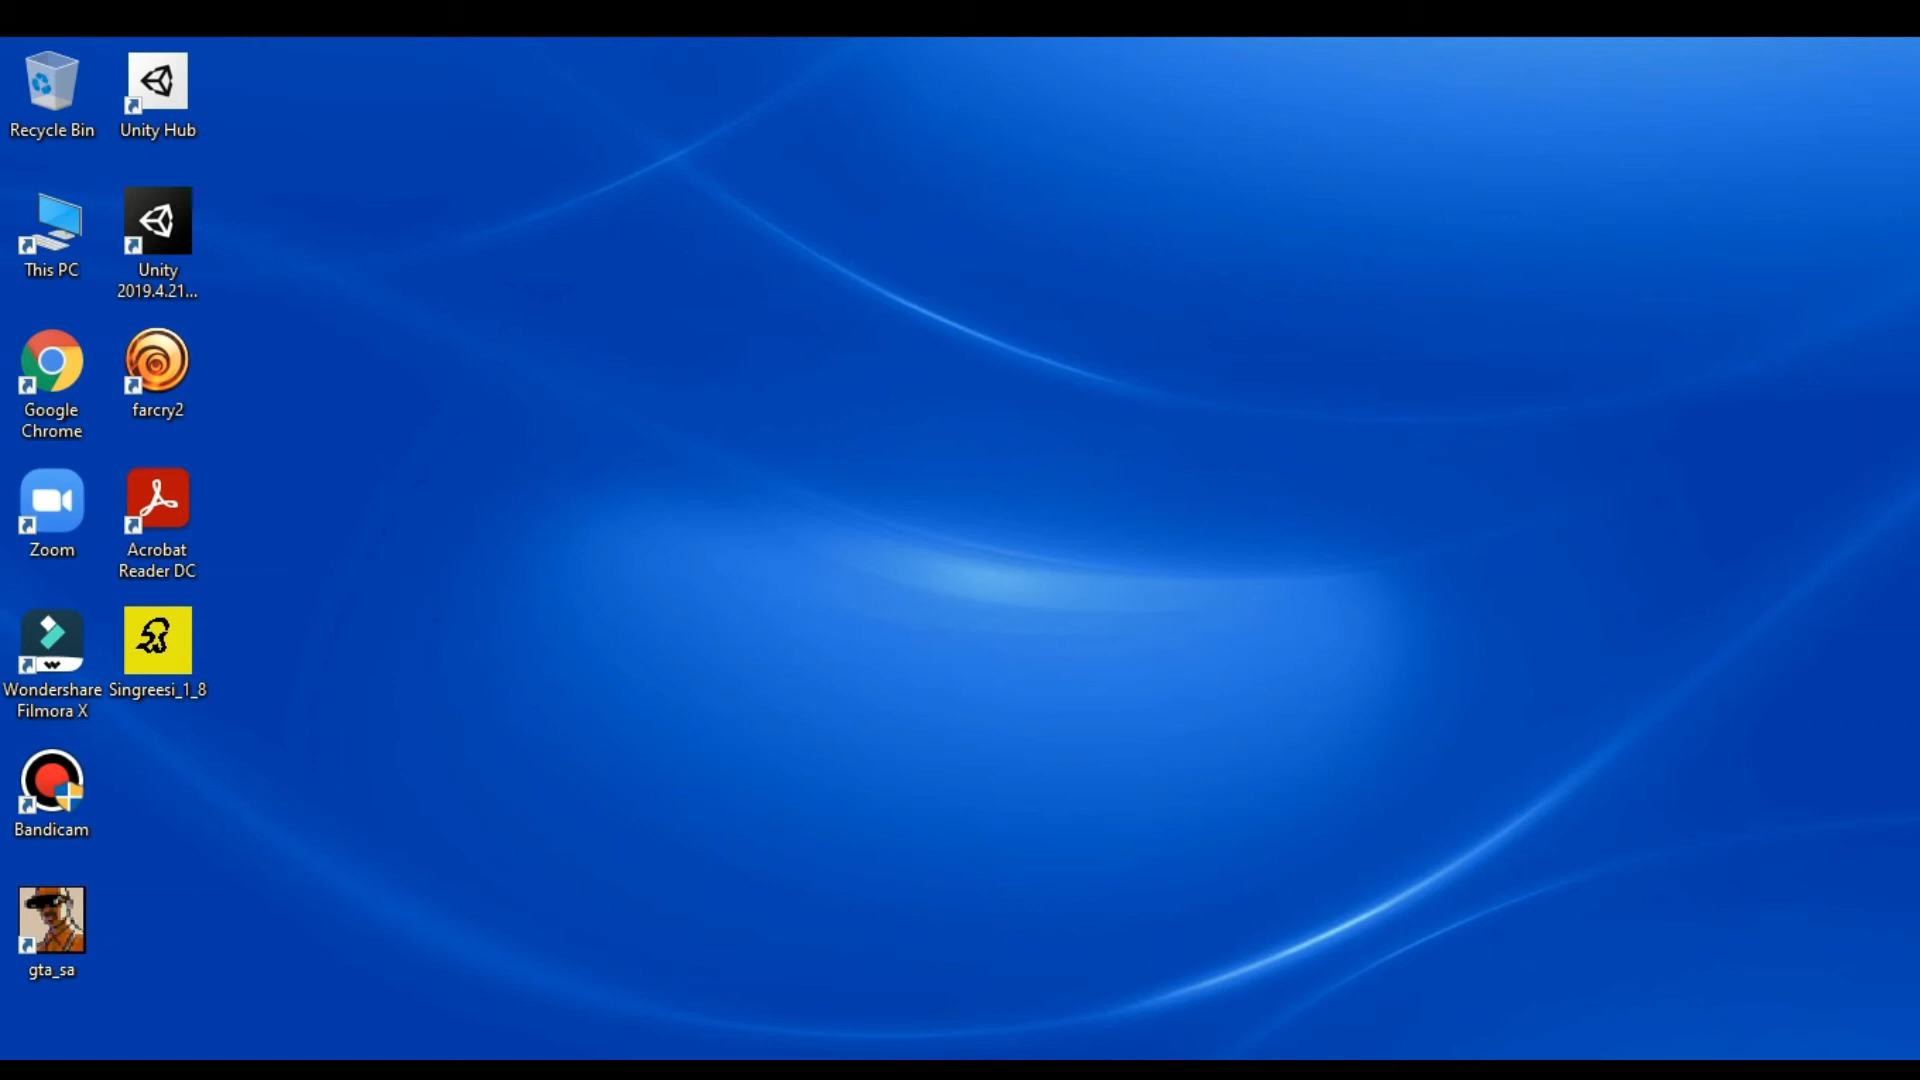 Recycle Bin
Unity Hub
This PC
Unity
2019.4.21...
Google
Chrome
farcry2
Zoom
Acrobat
Reader DC
Wondershare
Filmora X
Singreesi_1_8
Bandicam
gta_sa